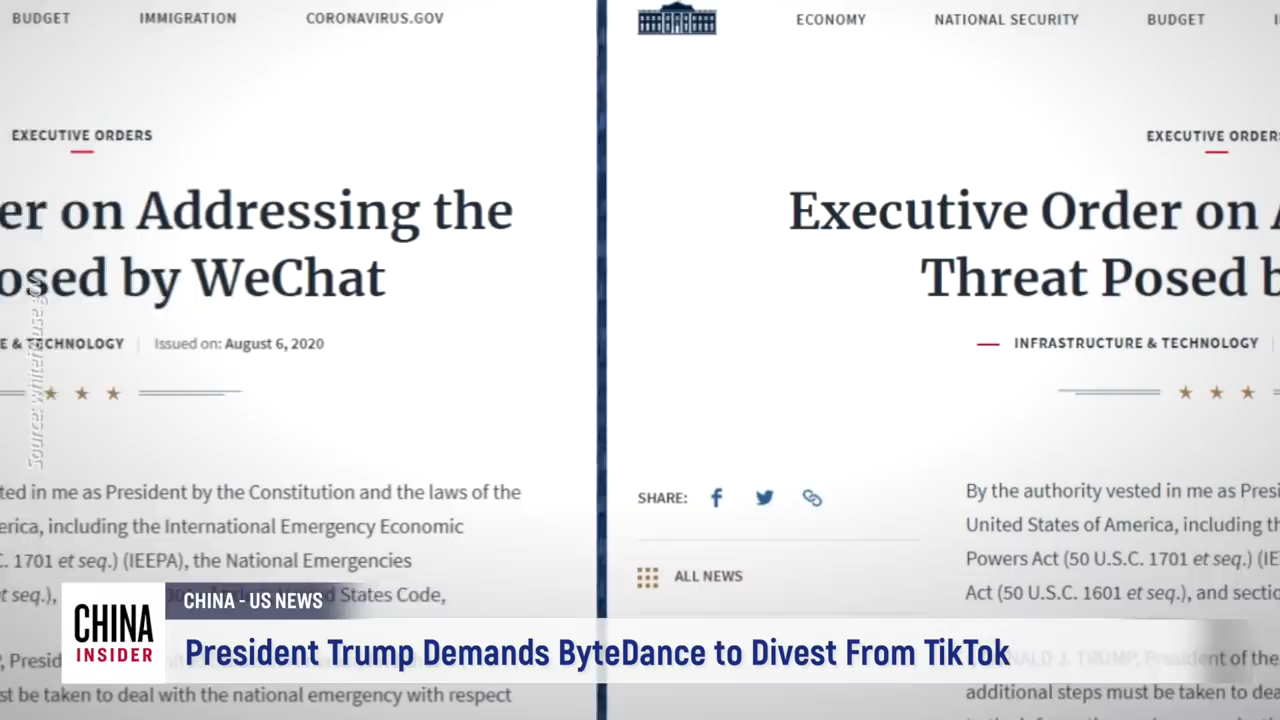 BUDGET IMMIGRATION CORONAVIRUS.GOV
EXECUTIVE ORDERS
er on Addressing the
osed by WeChat
E & TECHNOLOGY Issued on: August 6, 2020
ted in me as President by the Constitution and the laws of the
erica, including the International Emergency Economic
C. 1701 et seq.) (IEEPA), the National Emergencies
t seq.), d States Code,
P, Presid
st be taken to deal with the national emergency with respect
ECONOMY NATIONAL SECURITY BUDGET
EXECUTIVE ORDERS
Executive Order on A
Threat Posed b
INFRASTRUCTURE & TECHNOLOGY
SHARE:
ALL NEWS
By the authority vested in me as Presi
United States of America, including th
Powers Act (50 U.S.C. 1701 et seq.) (IE
Act (50 U.S.C. 1601 et seq.), and sectio
NALD J. TRUMP, President of the
additional steps must be taken to dea
Source: whitehouse.gov
CHINA
INSIDER
CHINA - US NEWS
President Trump Demands ByteDance to Divest From TikTok